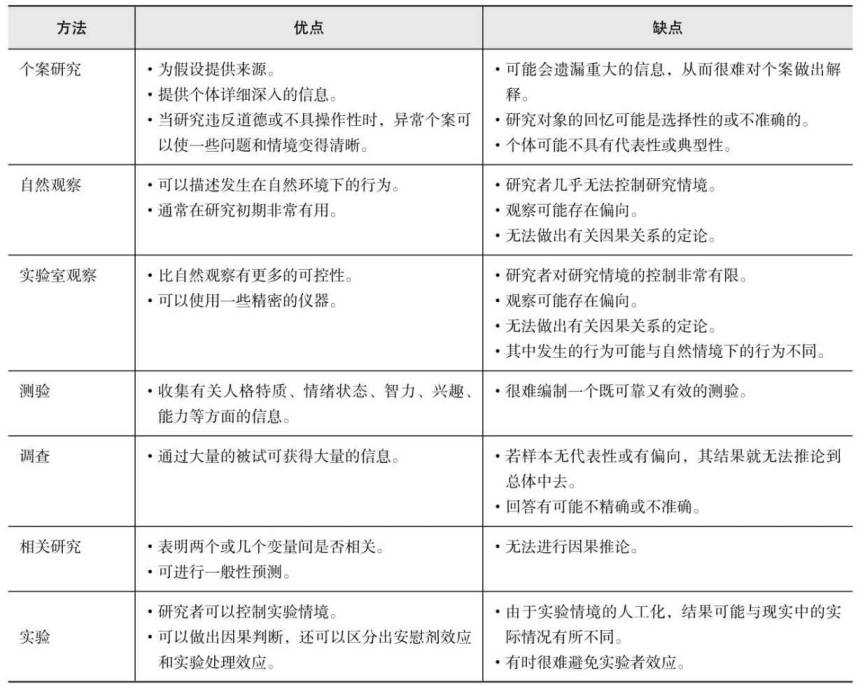 方法 优点 缺点
个案研究
・为假设提供来源。
・提供个体详细深入的信息。
・当研究违反道德或不具操作性时，异常个案可
以使一些问题和情境变得清晰。
・可能会遗漏重大的信息，从而很难对个案做出解
释。
・研究对象的回忆可能是选择性的或不准确的。
・个体可能不具有代表性或典型性。
自然观察
・可以描述发生在自然环境下的行为。
・通常在研究初期非常有用。
・研究者几乎无法控制研究情境。
・观察可能存在偏向。
・无法做出有关因果关系的定论。
实验室观察
・比自然观察有更多的可控性。
・可以使用一些精密的仪器。
・研究者对研究情境的控制非常有限。
・观察可能存在偏向。
・无法做出有关因果关系的定论。
・其中发生的行为可能与自然情境下的行为不同。
测验
・收集有关人格特质、情绪状态、智力、兴趣、
能力等方面的信息。
・很难编制一个既可靠又有效的测验。
调查
・通过大量的被试可获得大量的信息。
・若样本无代表性或有偏向，其结果就无法推论到
总体中去。
・回答有可能不精确或不准确。
相关研究
・表明两个或几个变量间是否相关。
・可进行一般性预测。
・无法进行因果推论。
实验
・研究者可以控制实验情境。
・可以做出因果判断，还可以区分出安慰剂效应
和实验处理效应。
・由于实验情境的人工化，结果可能与现实中的实
际情况有所不同。
・有时很难避免实验者效应。